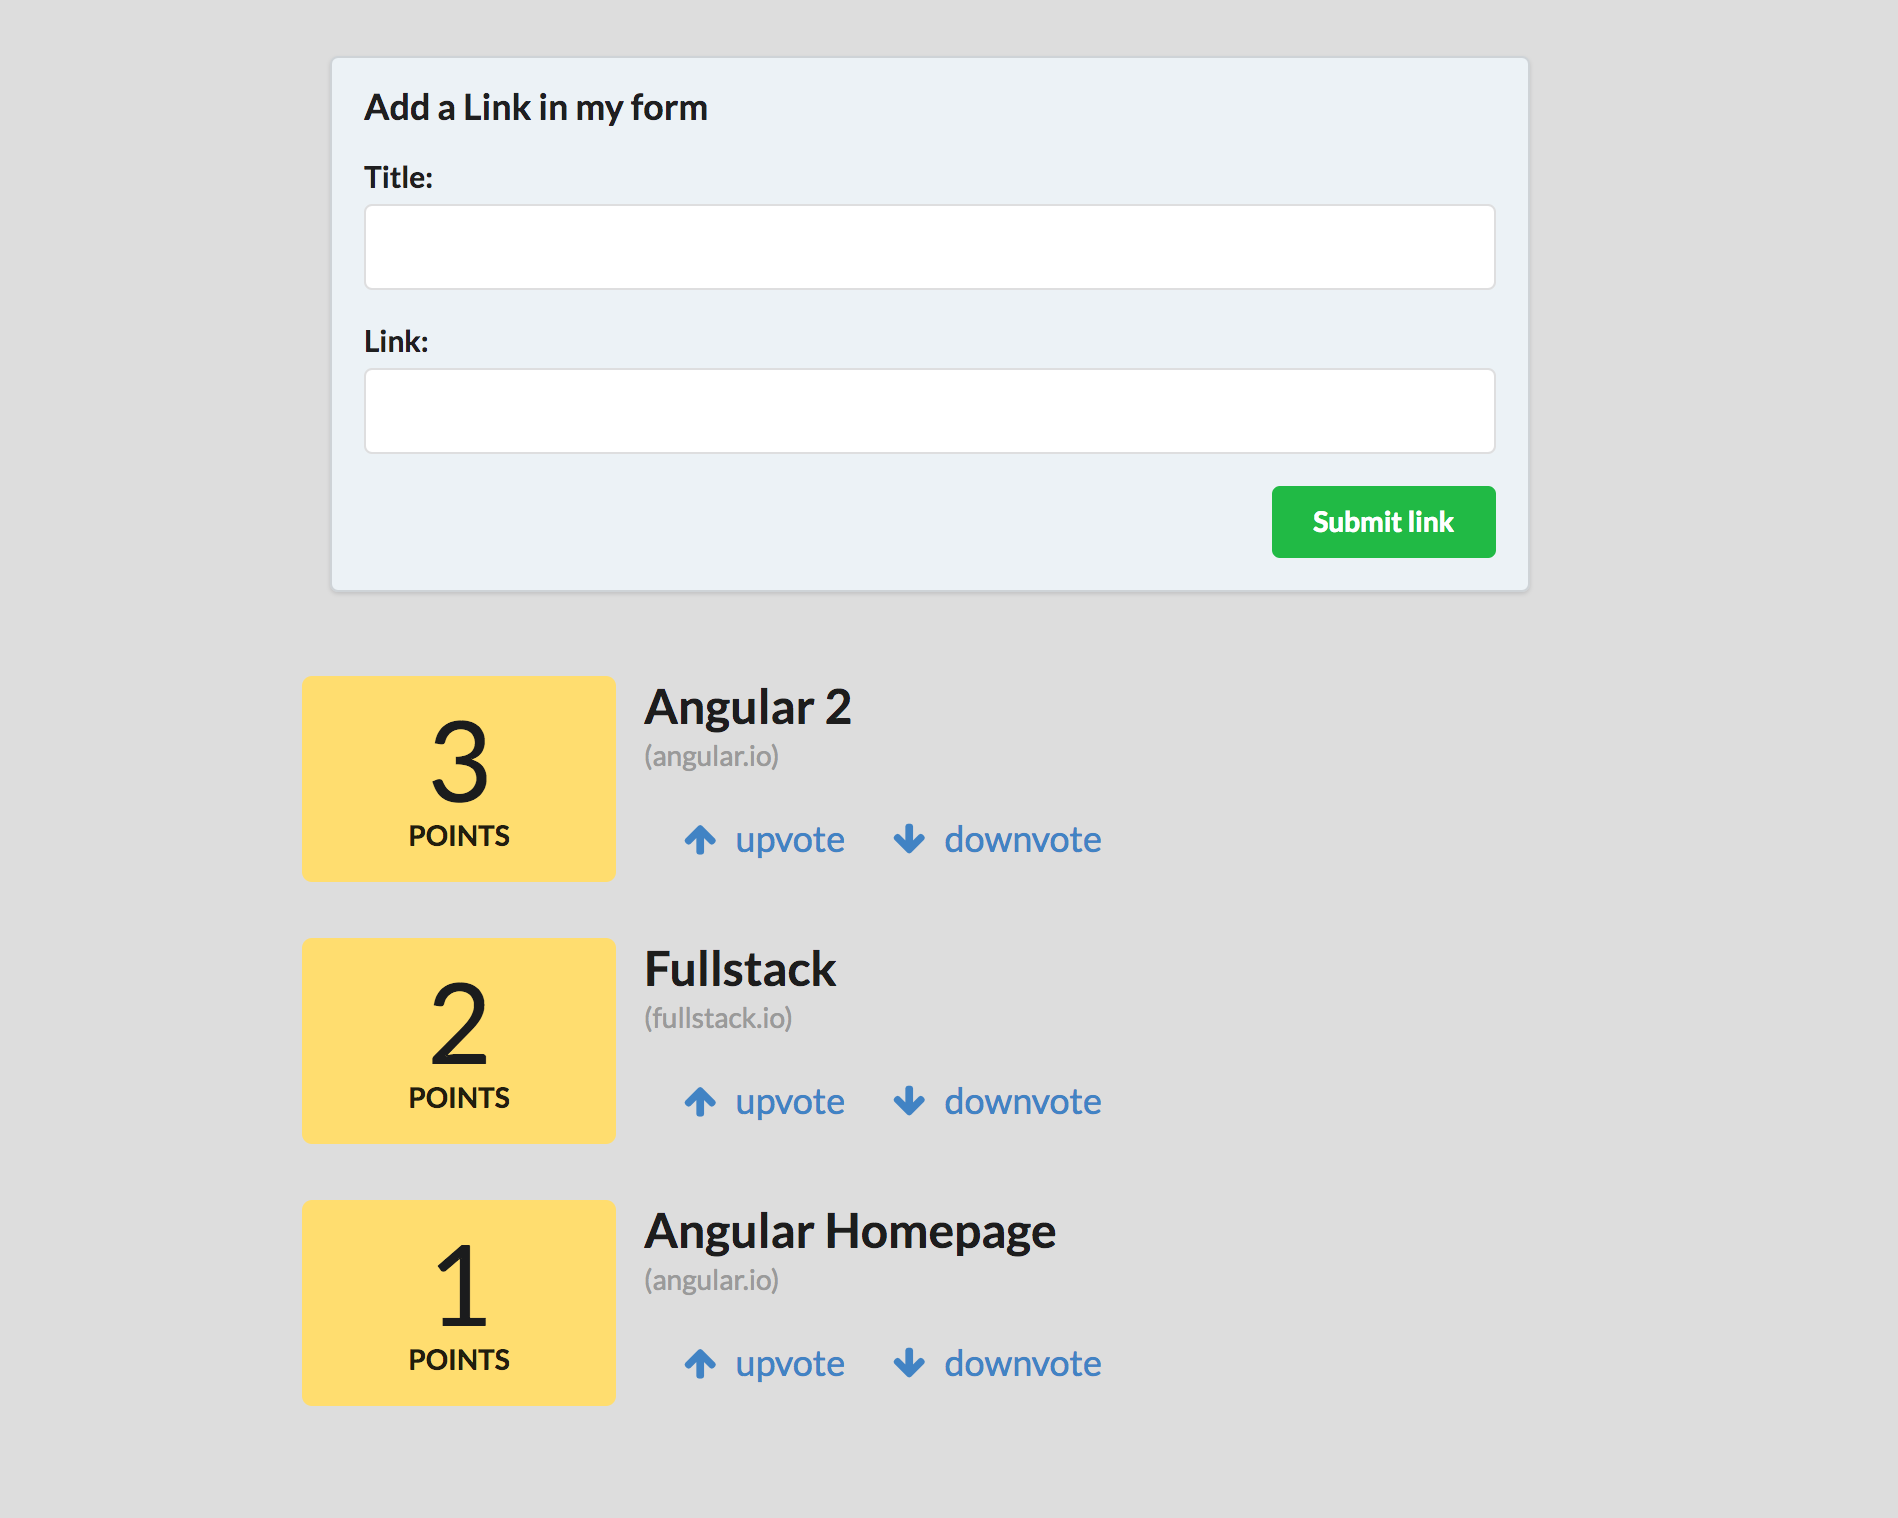 Add a Link in my form
Title:
Link:
Submit link
3
POINTS
Angular 2
(angular.io)
upvote downvote
2
POINTS
Fullstack
(fullstack.io)
upvote downvote
1
POINTS
Angular Homepage
(angular.io)
upvote downvote